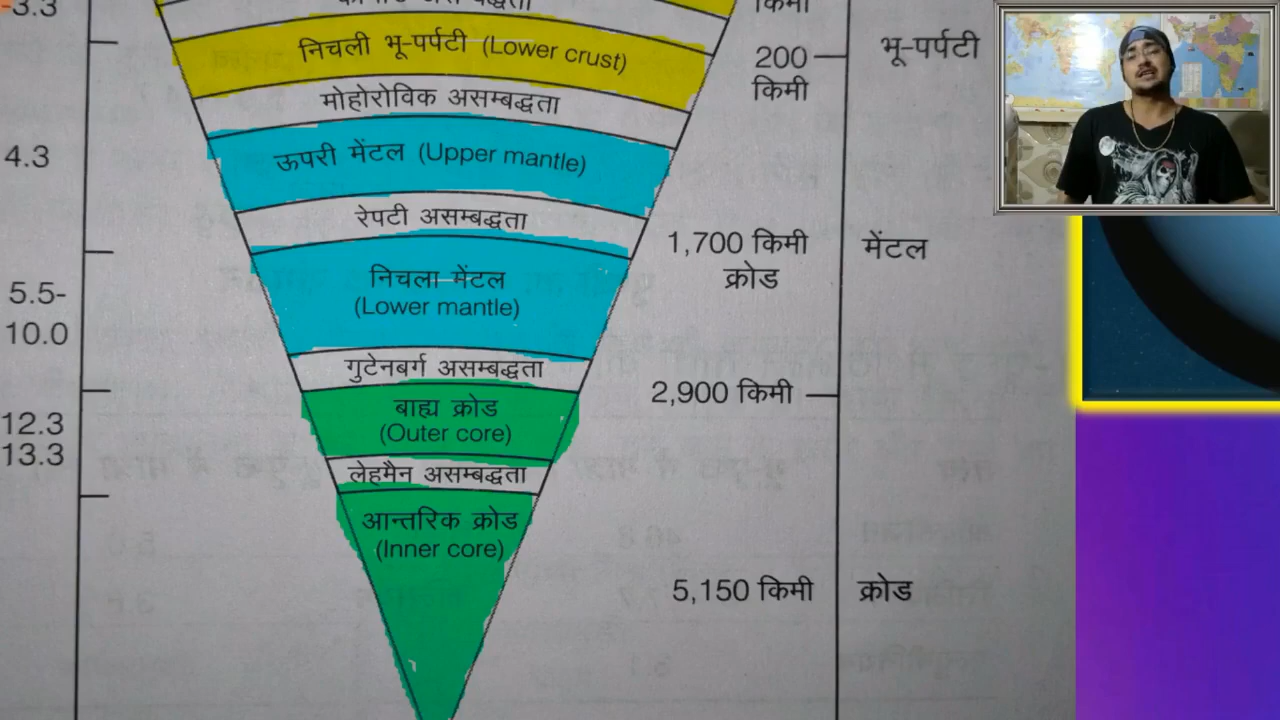 -3.3
किमी
निचली भू-पर्पटी (Lower crust)
200
किमी
भू-पर्पटी
मोहोरोविक असम्बद्धता
4.3
ऊपरी मेंटल (Upper mantle)
रेपटी असम्बद्धता
1,700 किमी
क्रोड
मेंटल
5.5-
10.0
निचला मेंटल
(Lower mantle)
गुटेनबर्ग असम्बद्धता
2,900 किमी
12.3
13.3
बाह्य क्रोड
(Outer core)
लेहमैन असम्बद्धता
आन्तरिक क्रोड
(Inner core)
5,150 किमी
क्रोड